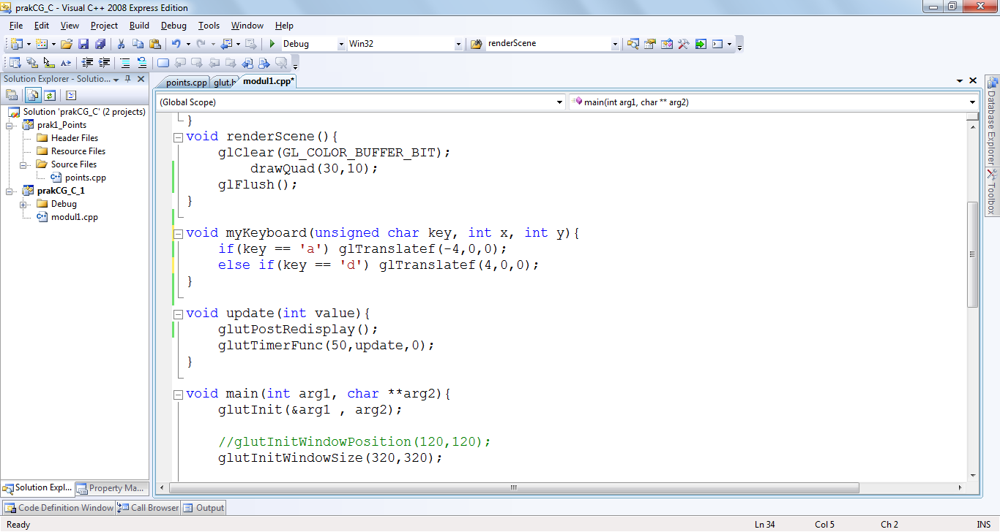 prakCG_C - Visual C++ 2008 Express Edition
File Edit View Project Build Debug Tools Window Help
Debug Win32 renderScene
Solution Explorer - Solutio...
points.cpp glut.h modul1.cpp*
(Global Scope) main(int arg1, char ** arg2)
Solution 'prakCG_C' (2 projects)
prak1_Points
Header Files
Resource Files
Source Files
points.cpp
prakCG_C_1
Debug
modul1.cpp
}
void renderScene(){
glClear(GL_COLOR_BUFFER_BIT);
drawQuad(30,10);
glFlush();
}
void myKeyboard(unsigned char key, int x, int y){
if(key == 'a') glTranslatef(-4,0,0);
else if(key == 'd') glTranslatef(4,0,0);
}
void update(int value){
glutPostRedisplay();
glutTimerFunc(50,update,0);
}
void main(int arg1, char **arg2){
glutInit(&arg1 , arg2);
//glutInitWindowPosition(120,120);
glutInitWindowSize(320,320);
Database Explorer
Toolbox
Solution Expl... Property Ma...
Code Definition Window Call Browser Output
Ready Ln 34 Col 5 Ch 2 INS